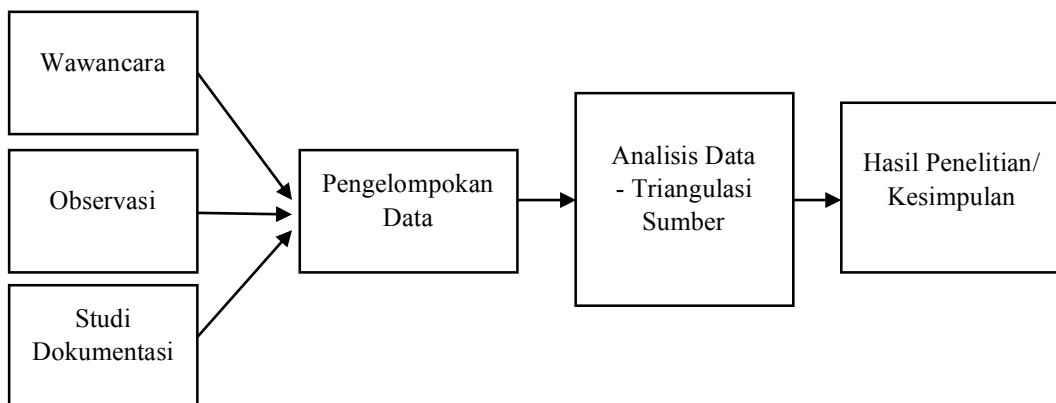 Wawancara
Observasi
Studi
Dokumentasi
Pengelompokan
Data
Analisis Data
- Triangulasi
Sumber
Hasil Penelitian/
Kesimpulan